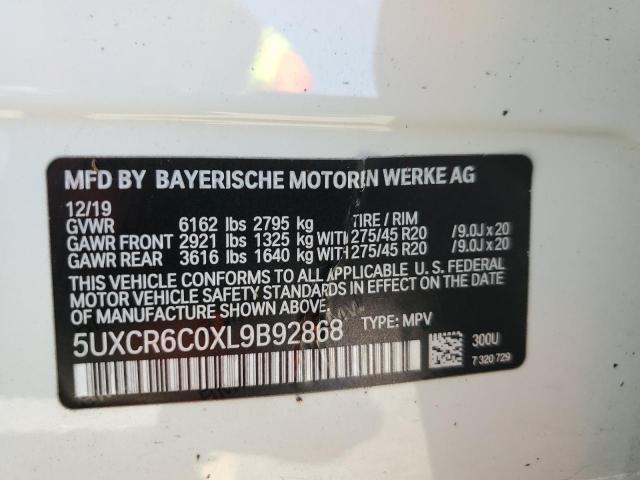 MFD BY BAYERISCHE MOTOREN WERKE AG
12/19
GVWR 6162 lbs 2795 kg TIRE / RIM
GAWR FRONT 2921 lbs 1325 kg WITH 275/45 R20 /9.0J x 20
GAWR REAR 3616 lbs 1640 kg WITH 275/45 R20 /9.0J x 20
THIS VEHICLE CONFORMS TO ALL APPLICABLE U. S. FEDERAL
MOTOR VEHICLE SAFETY STANDARDS IN EFFECT ON THE DATE
OF MANUFACTURE SHOWN ABOVE.
5UXCR6C0XL9B92868 TYPE: MPV
300U
7 320 729